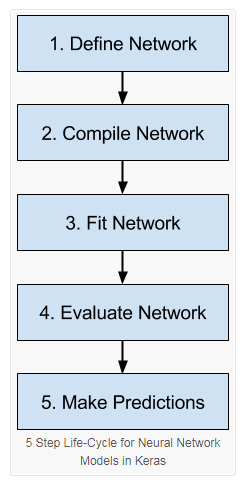 1. Define Network
2. Compile Network
3. Fit Network
4. Evaluate Network
5. Make Predictions
5 Step Life-Cycle for Neural Network
Models in Keras